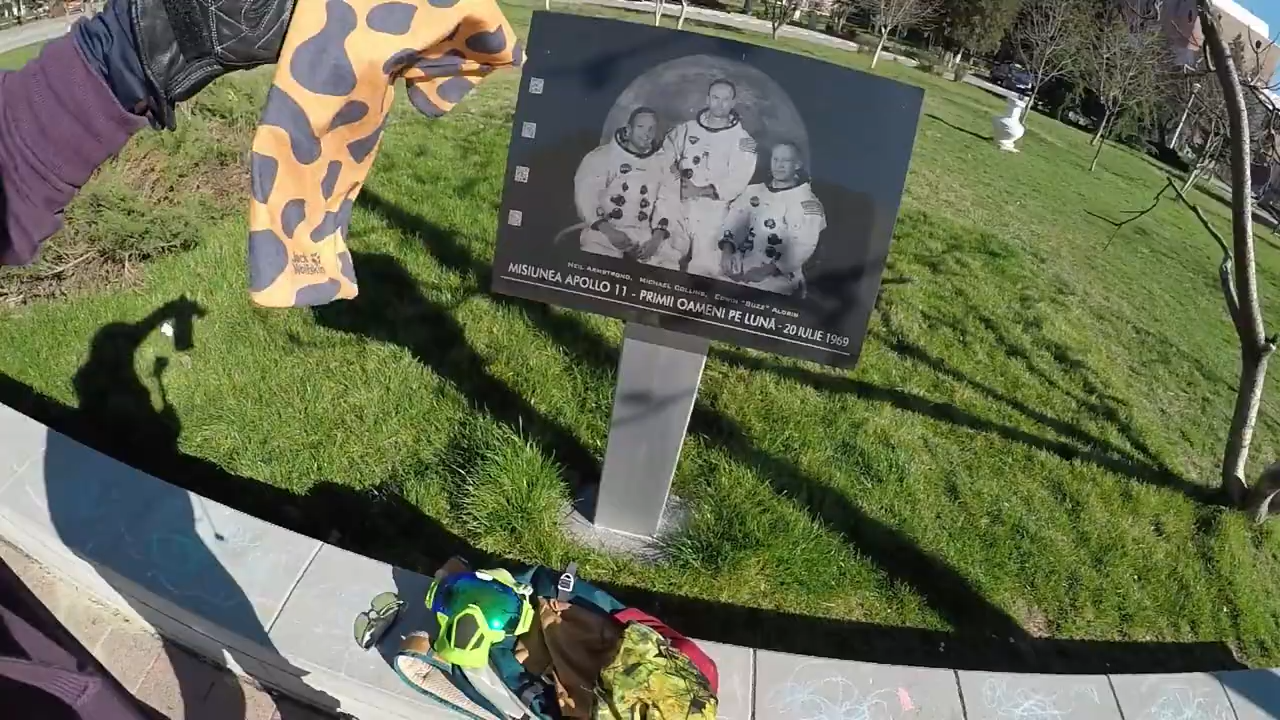 Jack
Wolfskin
NEIL ARMSTRONG, MICHAEL COLLINS, EDWIN "BUZZ" ALDRIN
MISIUNEA APOLLO 11 - PRIMII OAMENI PE LUNĂ - 20 IULIE 1969